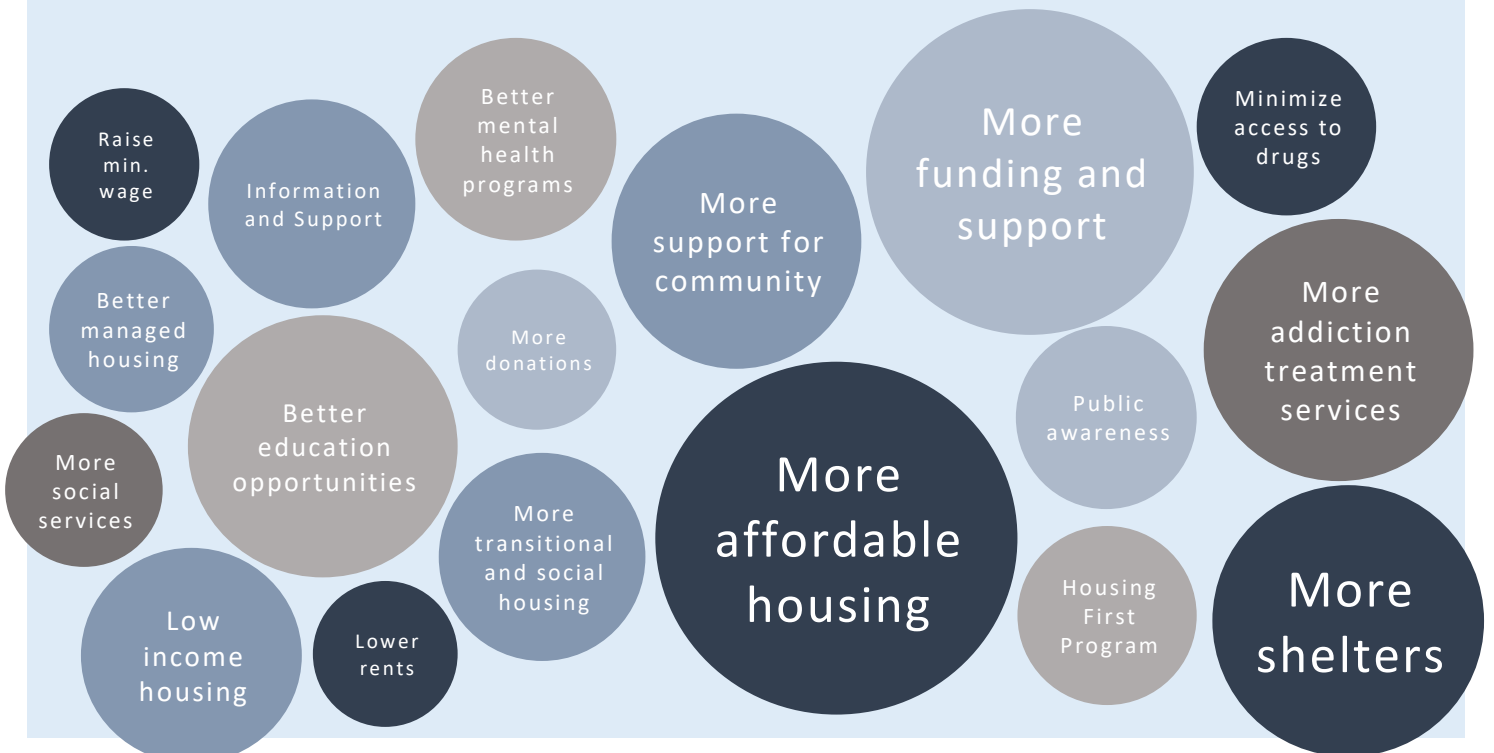 Raise
min.
wage
Information
and Support
Better
mental
health
programs
More
support for
community
More
funding and
support
Minimize
access to
drugs
Better
managed
housing
Better
education
opportunities
More
donations
Public
awareness
More
addiction
treatment
services
More
social
services
Low
income
housing
Lower
rents
More
transitional
and social
housing
More
affordable
housing
Housing
First
Program
More
shelters